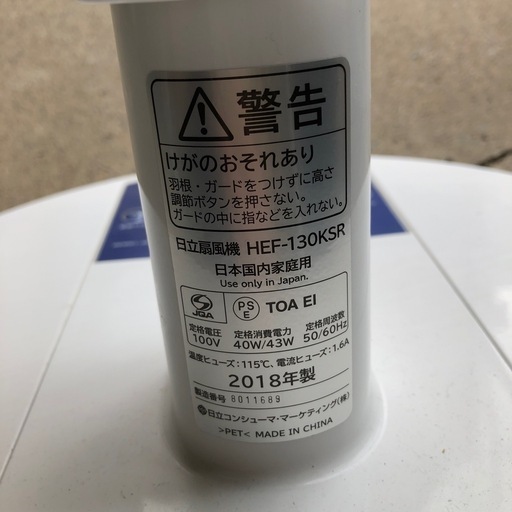 警告
けがのおそれあり
羽根・ガードをつけずに高さ
調節ボタンを押さない。
ガードの中に指などを入れない。
日立扇風機 HEF-130KSR
日本国内家庭用
Use only in Japan.
JQA PSE TOA EI
定格電圧 定格消費電力 定格周波数
100V 40W/43W 50/60Hz
温度ヒューズ:115℃、電流ヒューズ:1.6A
2018年製
製造番号 8011689
日立コンシューマ・マーケティング(株)
>PET< MADE IN CHINA